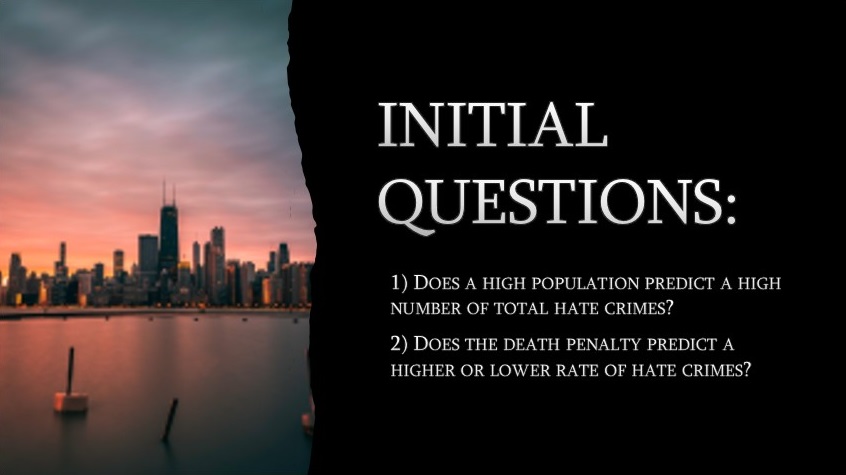 INITIAL
QUESTIONS:
1) DOES A HIGH POPULATION PREDICT A HIGH
NUMBER OF TOTAL HATE CRIMES?
2) DOES THE DEATH PENALTY PREDICT A
HIGHER OR LOWER RATE OF HATE CRIMES?